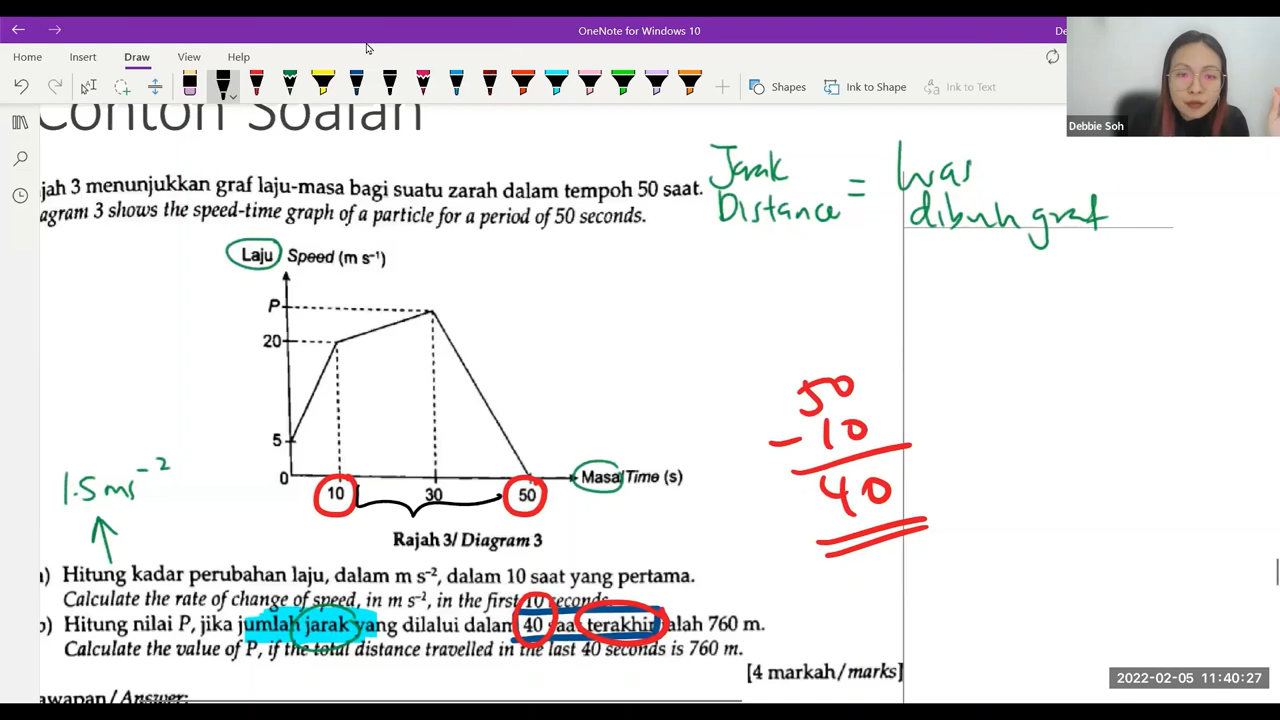 OneNote for Windows 10
De
Home Insert Draw View Help
Shapes Ink to Shape Ink to Text
Debbie Soh
Conton Soalan
jah 3 menunjukkan graf laju-masa bagi suatu zarah dalam tempoh 50 saat.
agram 3 shows the speed-time graph of a particle for a period of 50 seconds.
Jarak
Distance = luas
dibwh graf
Laju Speed (m s⁻¹)
P
20
5
0
10 30 50
Masa/Time (s)
1.5 ms⁻²
50
- 10
40
Rajah 3/ Diagram 3
a) Hitung kadar perubahan laju, dalam m s⁻², dalam 10 saat yang pertama.
Calculate the rate of change of speed, in m s⁻², in the first 10 seconds.
b) Hitung nilai P, jika jumlah jarak yang dilalui dalam 40 saat terakhir ialah 760 m.
Calculate the value of P, if the total distance travelled in the last 40 seconds is 760 m.
[4 markah/marks]
awapan/Answer:
2022-02-05 11:40:27